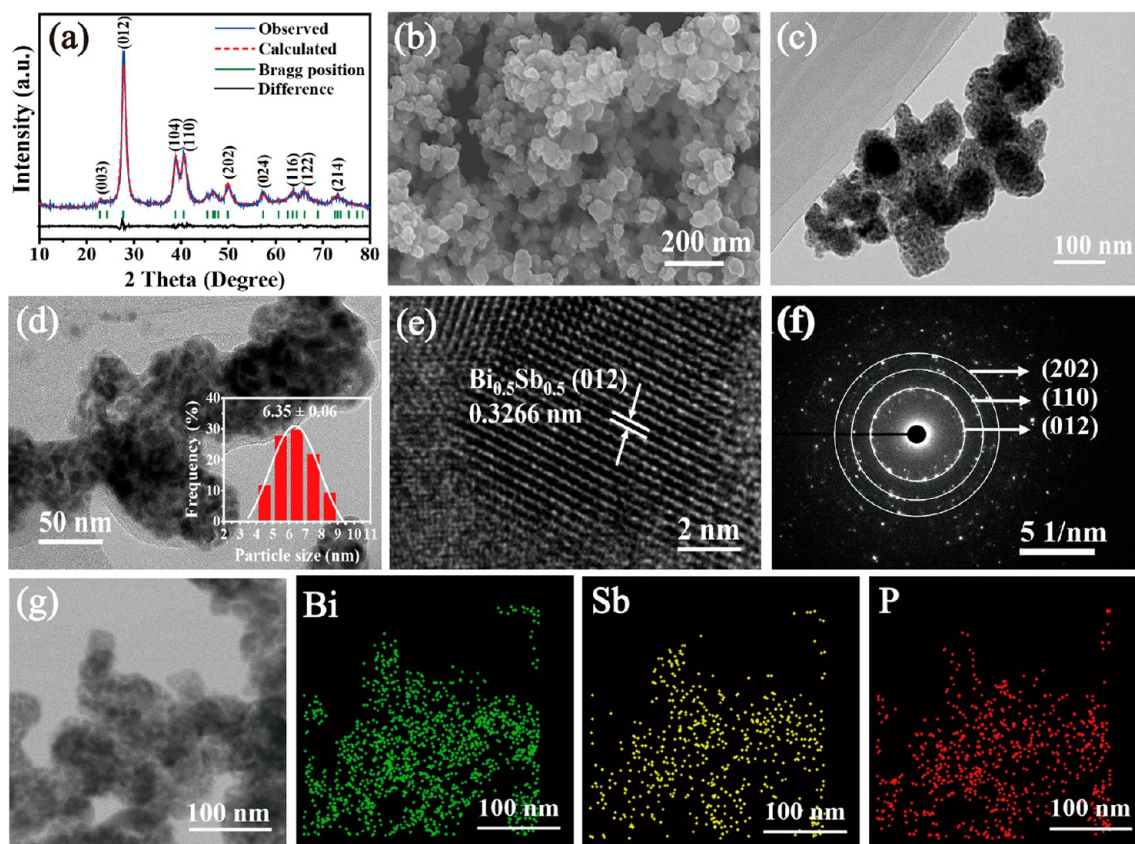 (a)
(012)
Observed
Calculated
Bragg position
Difference
(104)
(110)
(003)
(202)
(024)
(116)
(122)
(214)
Intensity (a.u.)
10 20 30 40 50 60 70 80
2 Theta (Degree)
(b)
200 nm
(c)
100 nm
(d)
50 nm
6.35 ± 0.06
Frequency (%)
40
30
20
10
0
2 3 4 5 6 7 8 9 10 11
Particle size (nm)
(e)
Bi0.5Sb0.5 (012)
0.3266 nm
2 nm
(f)
(202)
(110)
(012)
5 1/nm
(g)
100 nm
Bi
100 nm
Sb
100 nm
P
100 nm